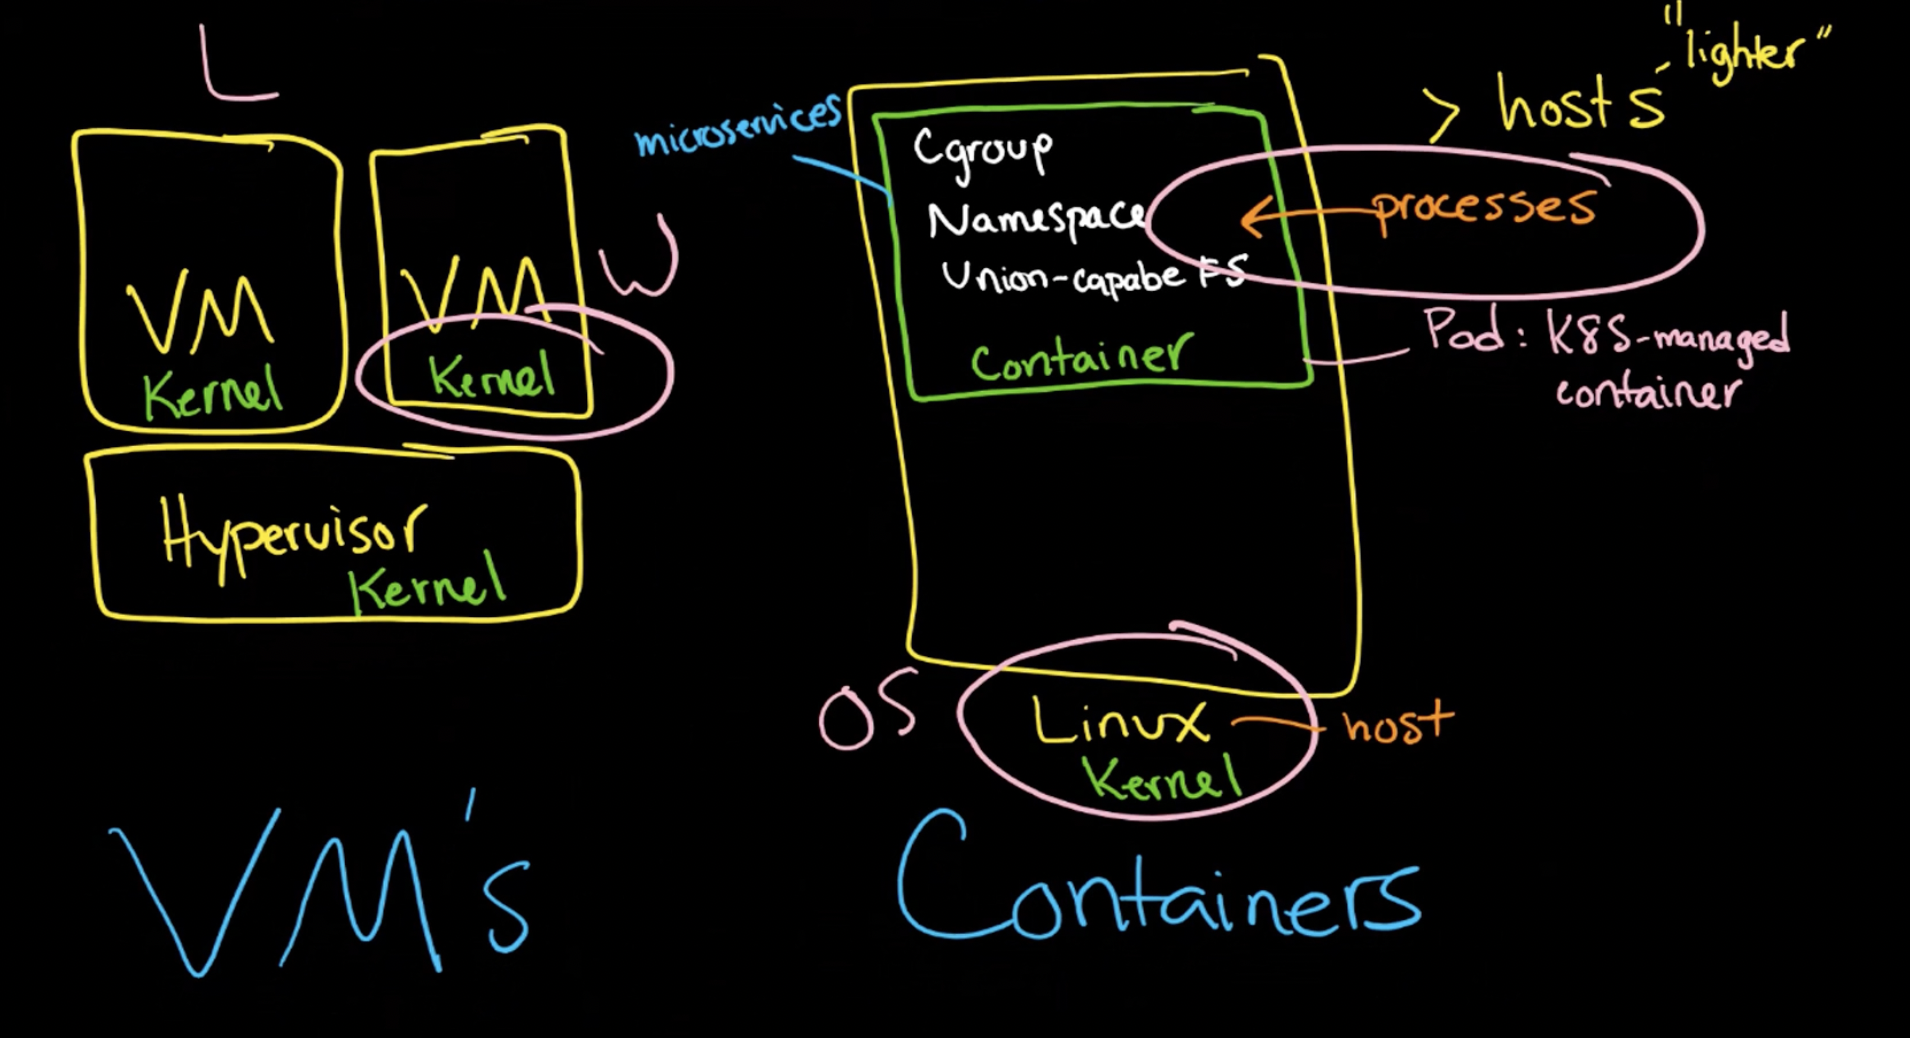 L
VM
Kernel
VM
Kernel
W
Hypervisor
Kernel
VM's
microservices
Cgroup
Namespace
Union-capabe FS
Container
"lighter"
> hosts
← processes
Pod: K8S-managed
container
OS
Linux
Kernel
host
Containers